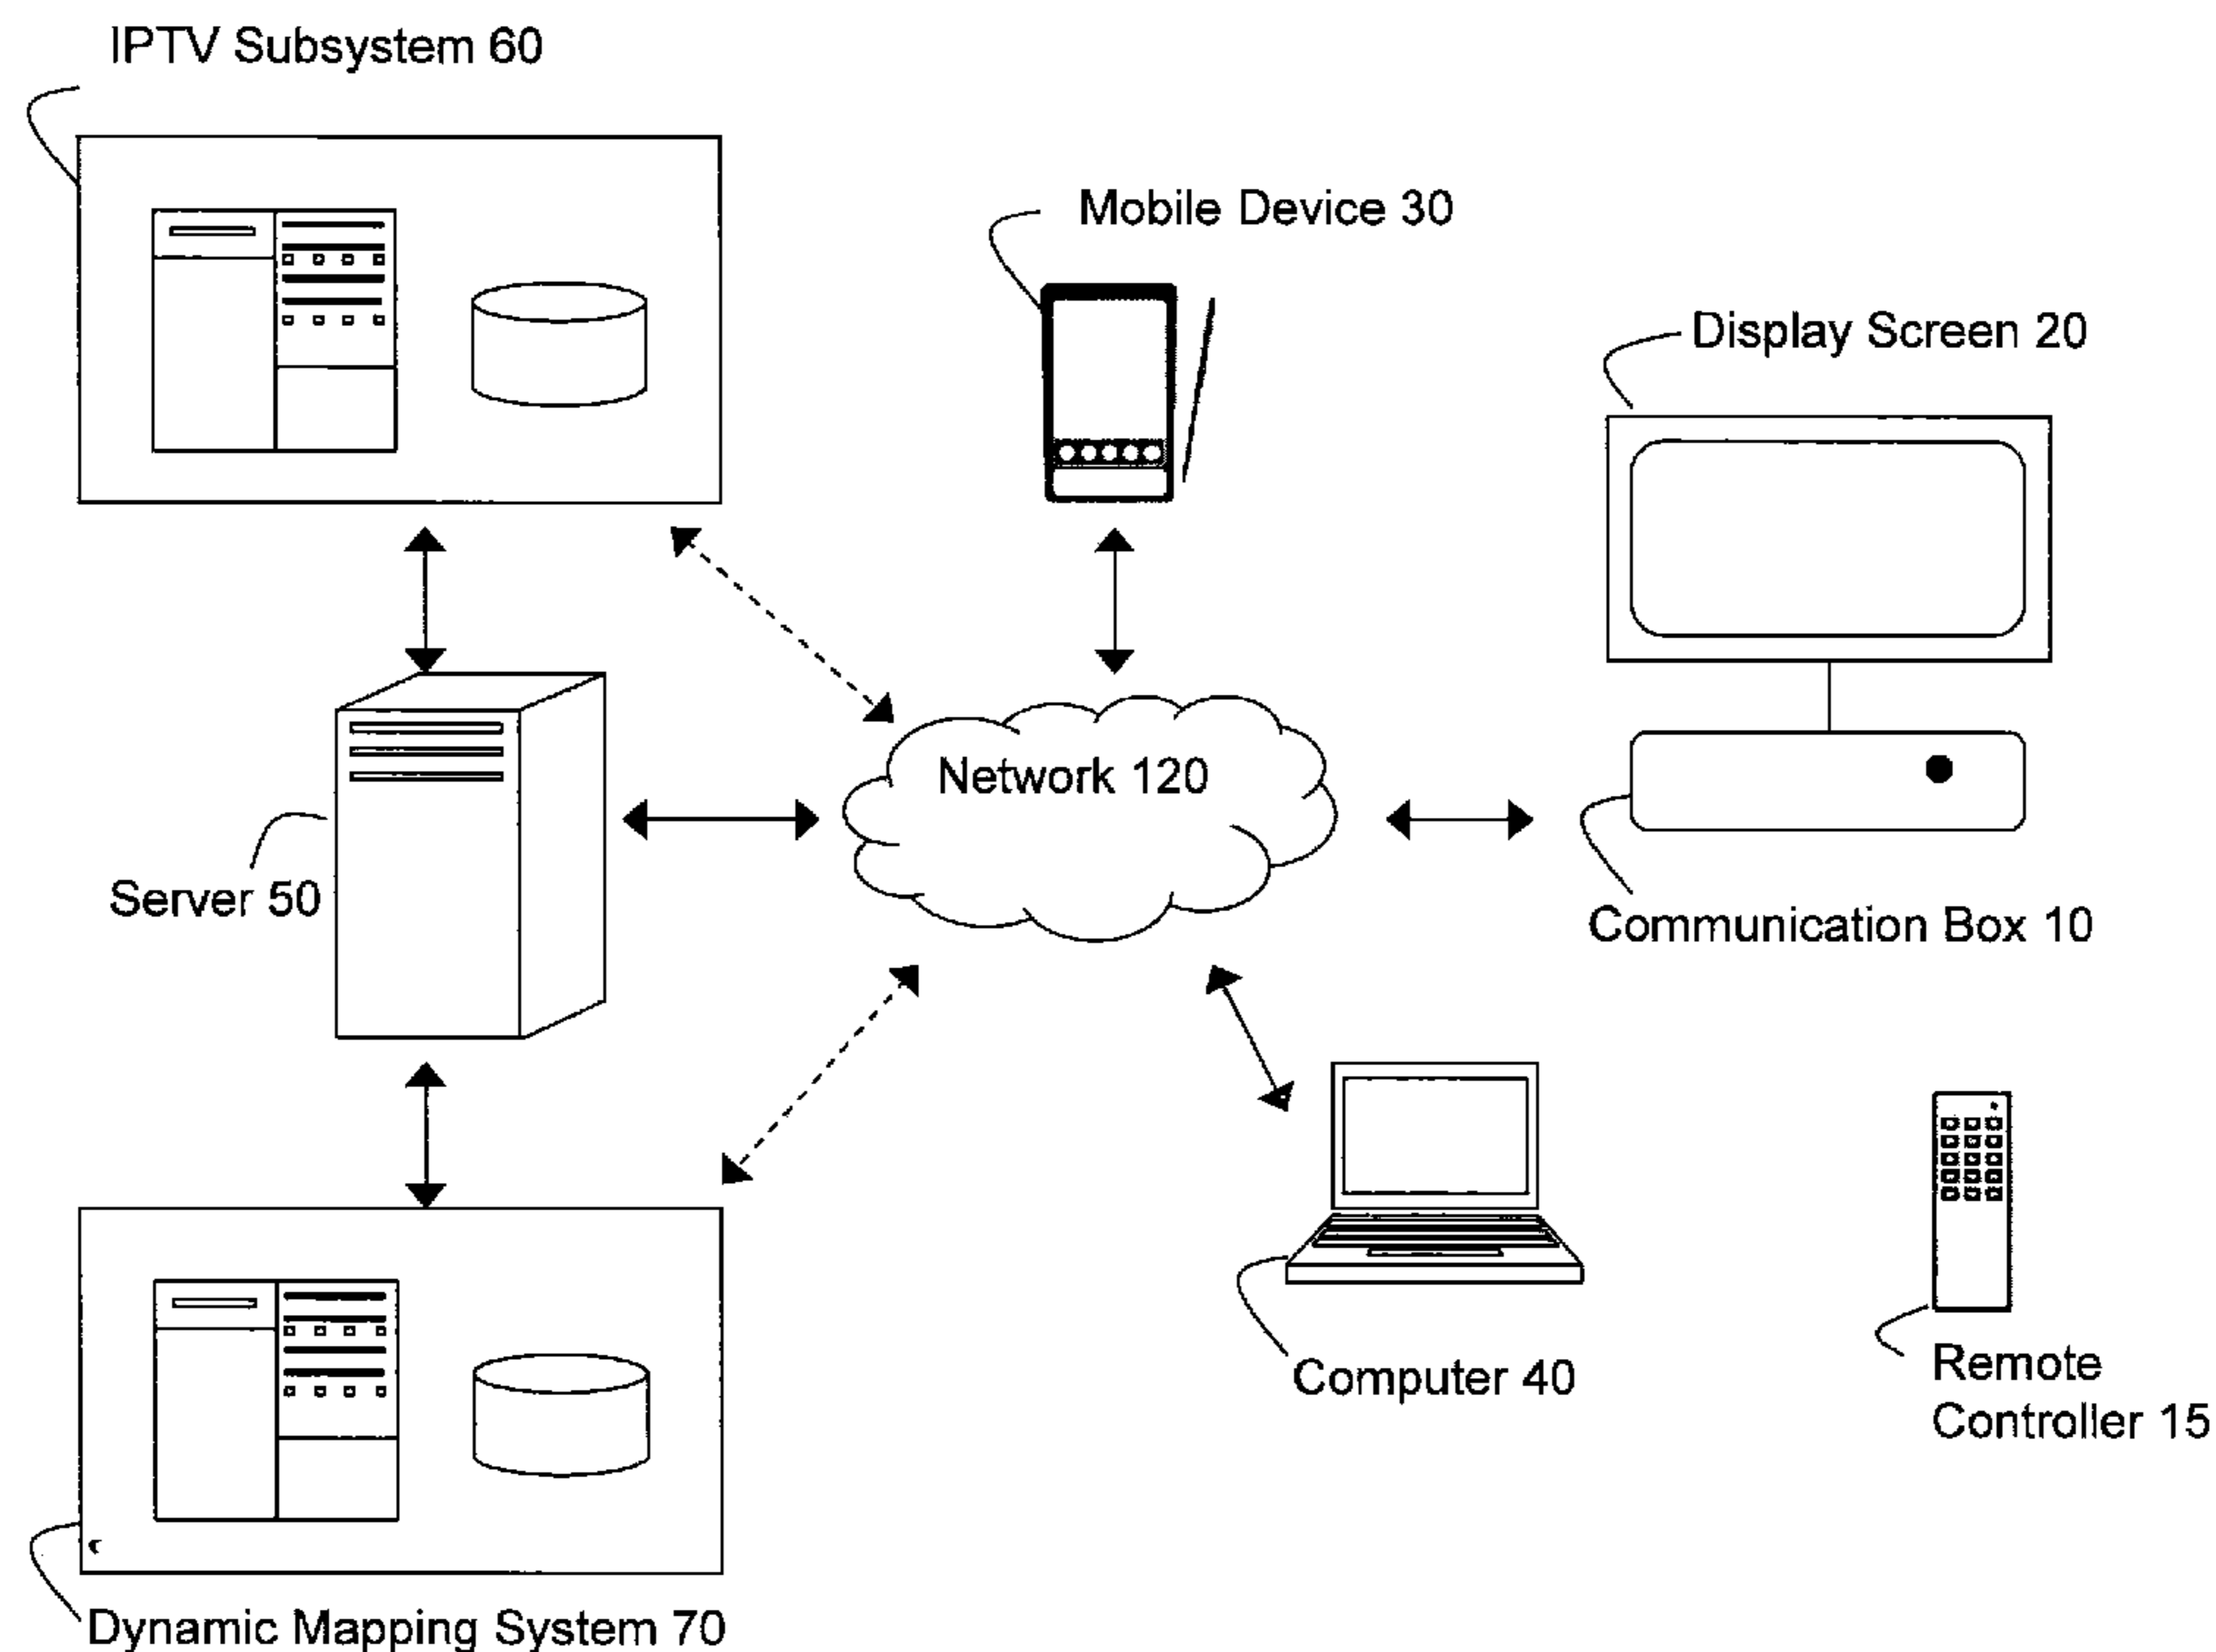 IPTV Subsystem 60
Mobile Device 30
Display Screen 20
Network 120
Server 50
Communication Box 10
Computer 40
Remote
Controller 15
Dynamic Mapping System 70